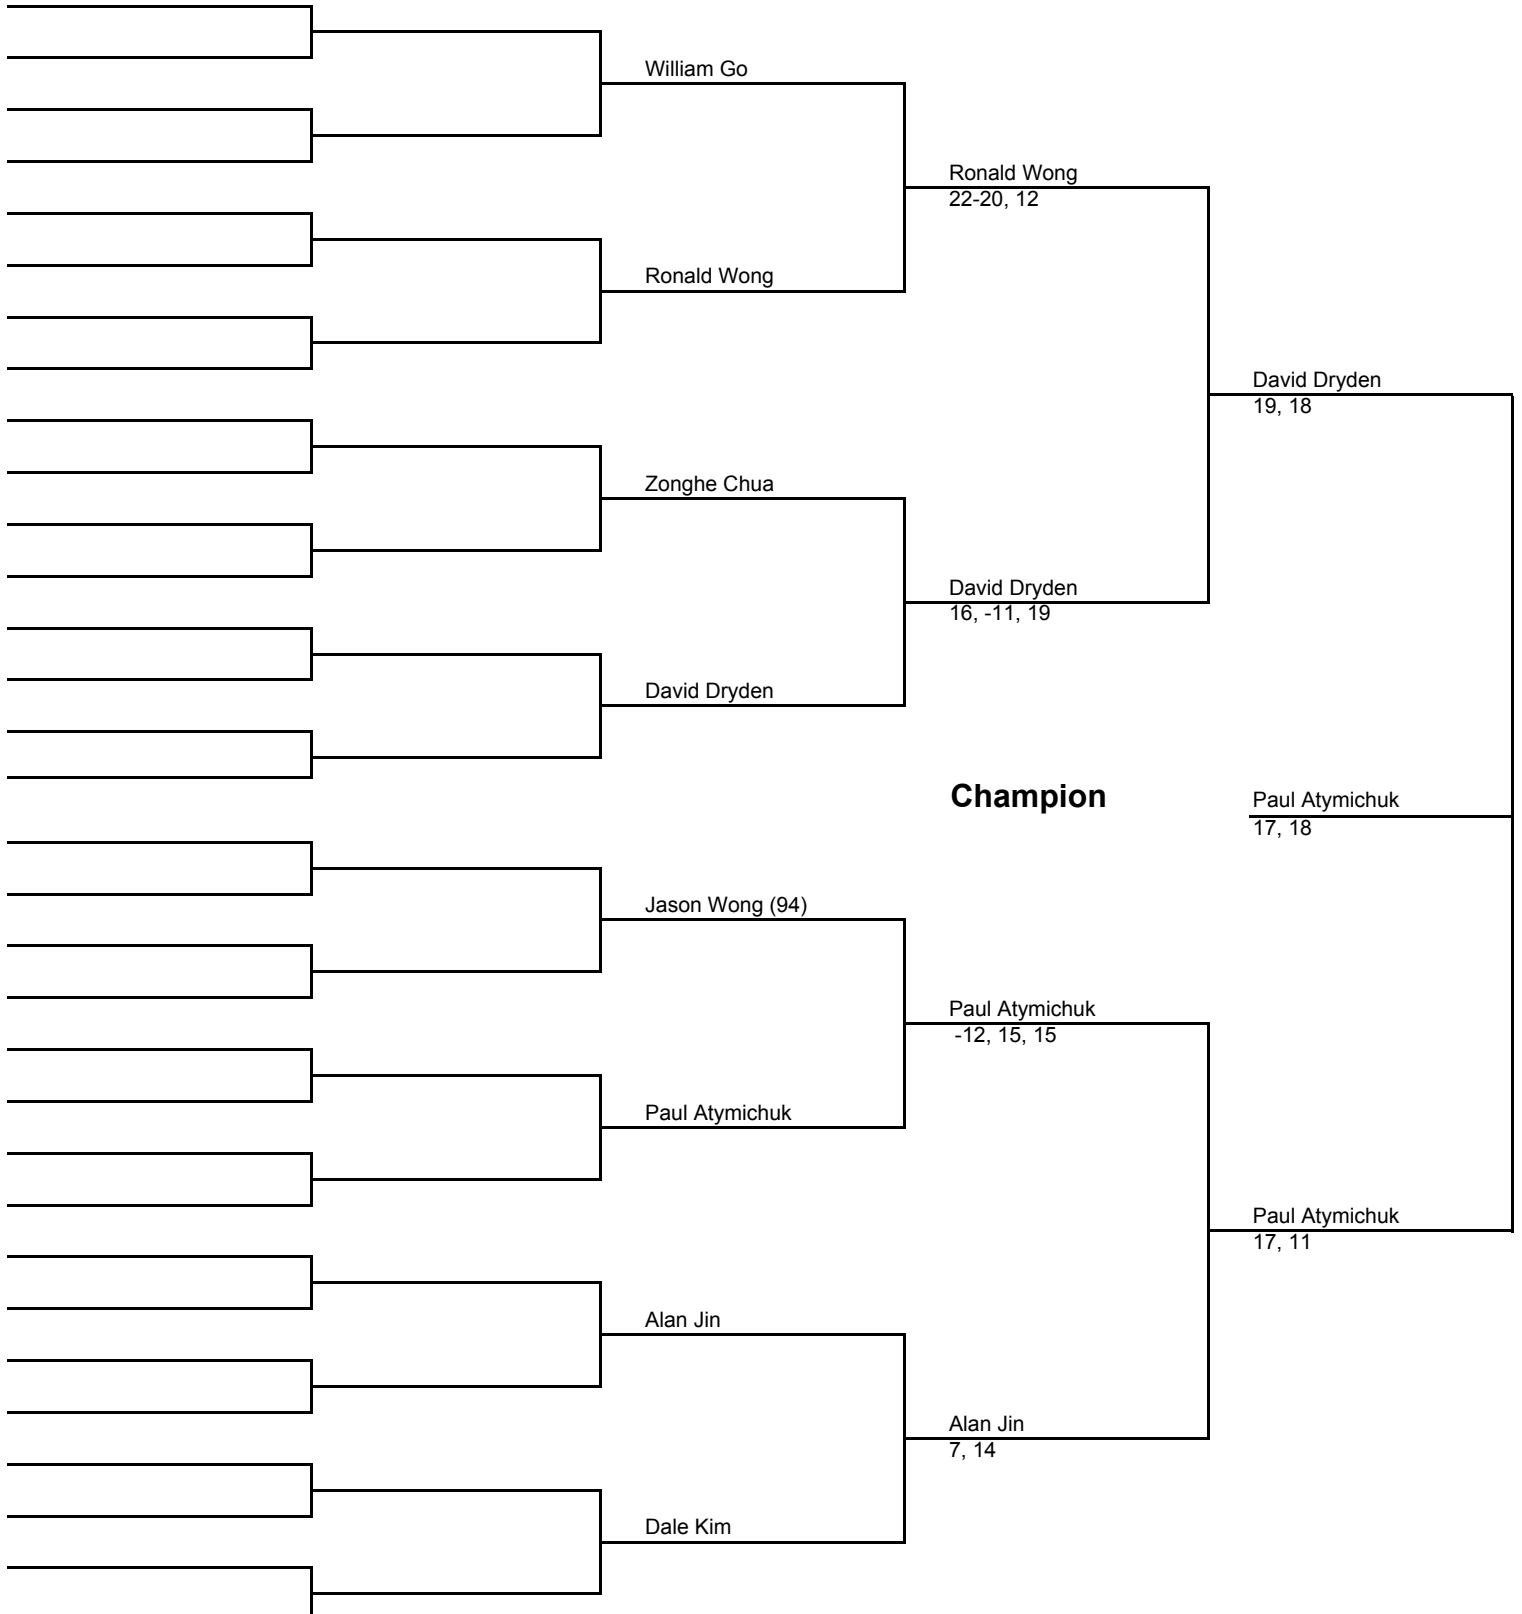 William Go
Ronald Wong
22-20, 12
Ronald Wong
David Dryden
19, 18
Zonghe Chua
David Dryden
16, -11, 19
David Dryden
Champion
Paul Atymichuk
17, 18
Jason Wong (94)
Paul Atymichuk
-12, 15, 15
Paul Atymichuk
Paul Atymichuk
17, 11
Alan Jin
Alan Jin
7, 14
Dale Kim